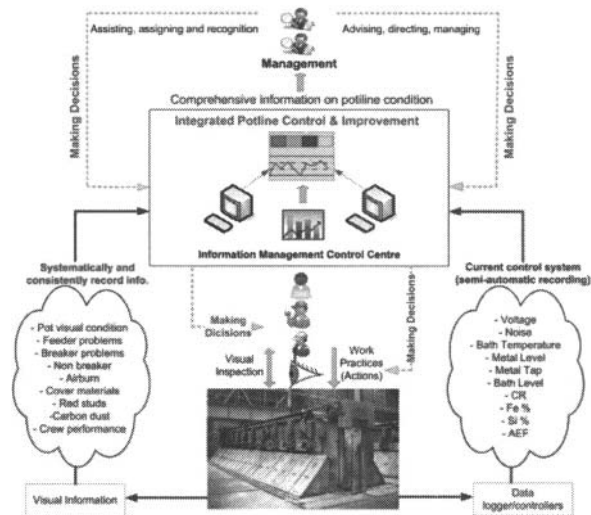 Assisting, assigning and recognition
Advising, directing, managing
Management
Making Decisions
Making Decisions
Comprehensive information on potline condition
Integrated Potline Control & Improvement
Information Management Control Centre
Systematically and
consistently record info.
- Pot visual condition
- Feeder problems
- Breaker problems
- Non breaker
- Airburn
- Cover materials
- Red studs
-Carbon dust
- Crew performance
Visual Information
Making
Dicisions
Visual
Inspection
Work
Practices
(Actions)
Making Decisions
Current control system
(semi-automatic recording)
- Voltage
- Noise
- Bath Temperature
- Metal Level
- Metal Tap
- Bath Level
- CR
- Fe %
- Si %
- AEF
Data
logger/controllers